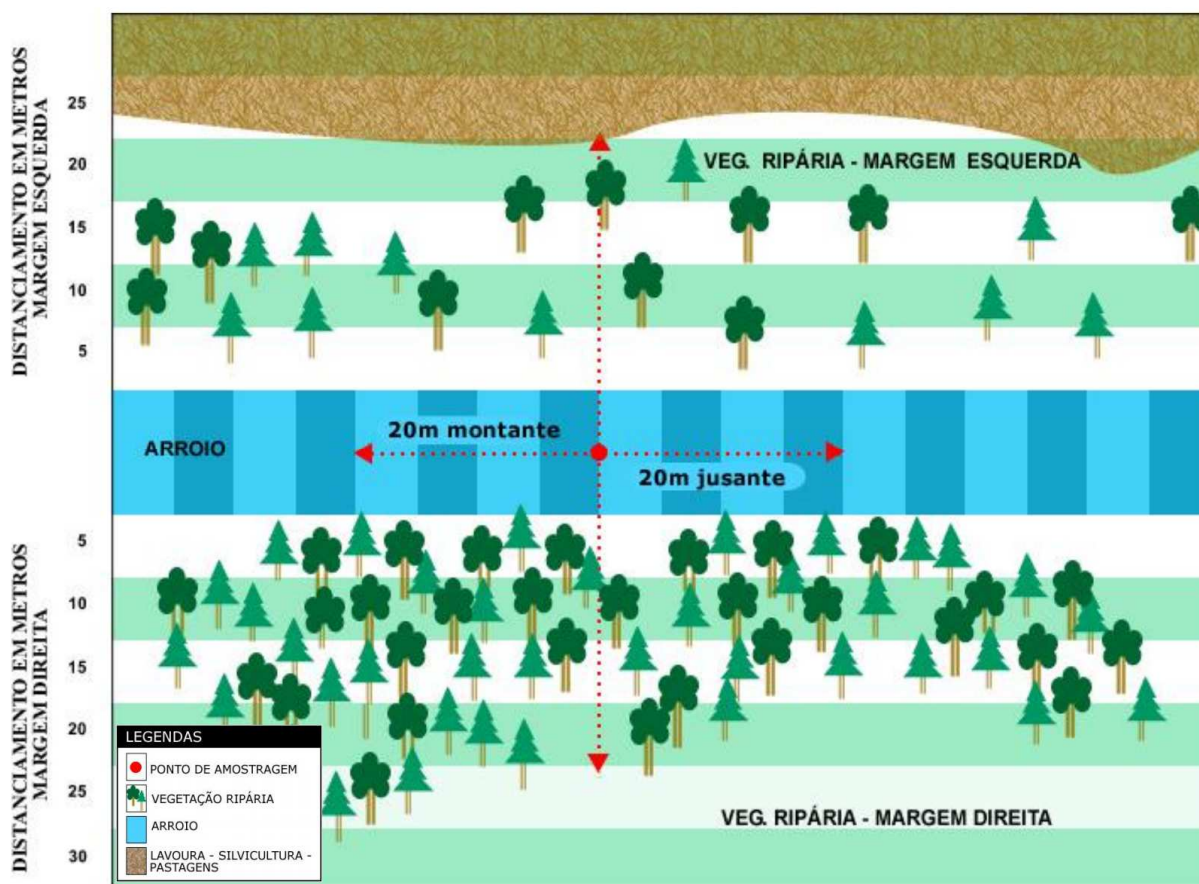 DISTANCIAMENTO EM METROS
MARGEM ESQUERDA
25
20
15
10
5
VEG. RIPÁRIA - MARGEM ESQUERDA
ARROIO
20m montante
20m jusante
DISTANCIAMENTO EM METROS
MARGEM DIREITA
5
10
15
20
25
30
LEGENDAS
PONTO DE AMOSTRAGEM
VEGETAÇÃO RIPÁRIA
ARROIO
LAVOURA - SILVICULTURA -
PASTAGENS
VEG. RIPÁRIA - MARGEM DIREITA